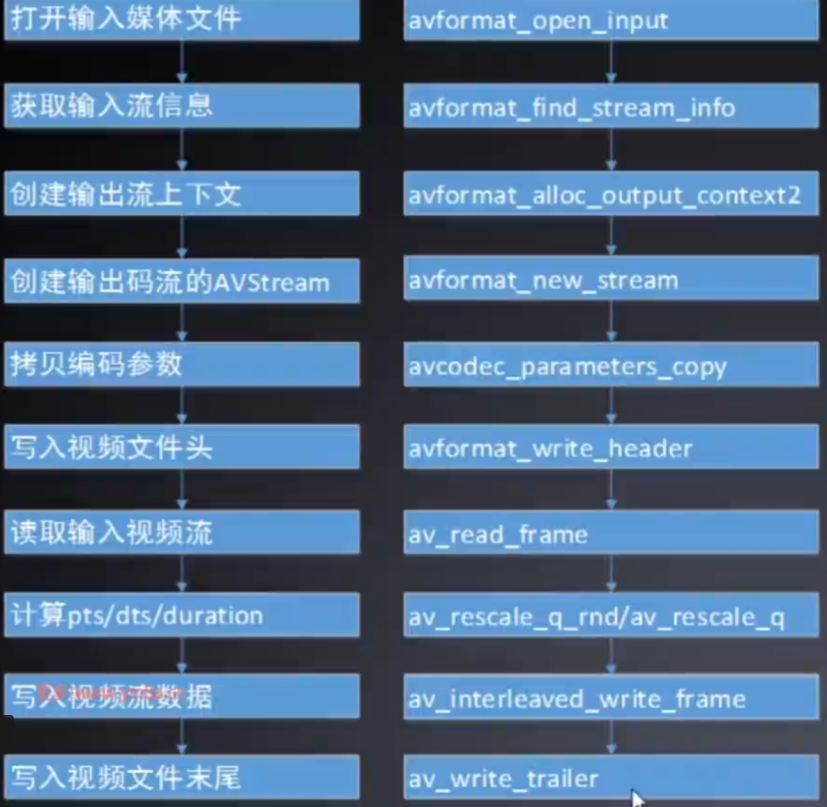 打开输入媒体文件
avformat_open_input
获取输入流信息
avformat_find_stream_info
创建输出流上下文
avformat_alloc_output_context2
创建输出码流的AVStream
avformat_new_stream
拷贝编码参数
avcodec_parameters_copy
写入视频文件头
avformat_write_header
读取输入视频流
av_read_frame
计算pts/dts/duration
av_rescale_q_rnd/av_rescale_q
写入视频流数据
av_interleaved_write_frame
写入视频文件末尾
av_write_trailer